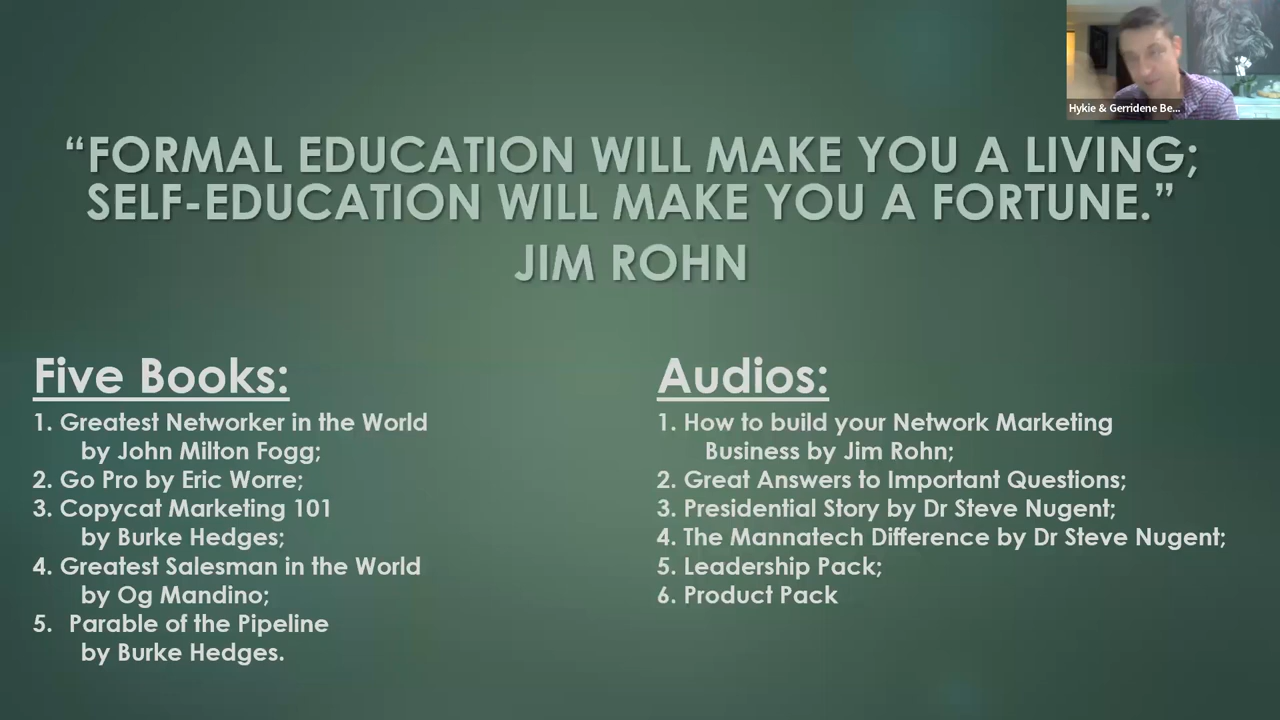 Hykie & Gerridene Be...
“FORMAL EDUCATION WILL MAKE YOU A LIVING;
SELF-EDUCATION WILL MAKE YOU A FORTUNE.”
JIM ROHN
Five Books:
1. Greatest Networker in the World
by John Milton Fogg;
2. Go Pro by Eric Worre;
3. Copycat Marketing 101
by Burke Hedges;
4. Greatest Salesman in the World
by Og Mandino;
5. Parable of the Pipeline
by Burke Hedges.
Audios:
1. How to build your Network Marketing
Business by Jim Rohn;
2. Great Answers to Important Questions;
3. Presidential Story by Dr Steve Nugent;
4. The Mannatech Difference by Dr Steve Nugent;
5. Leadership Pack;
6. Product Pack